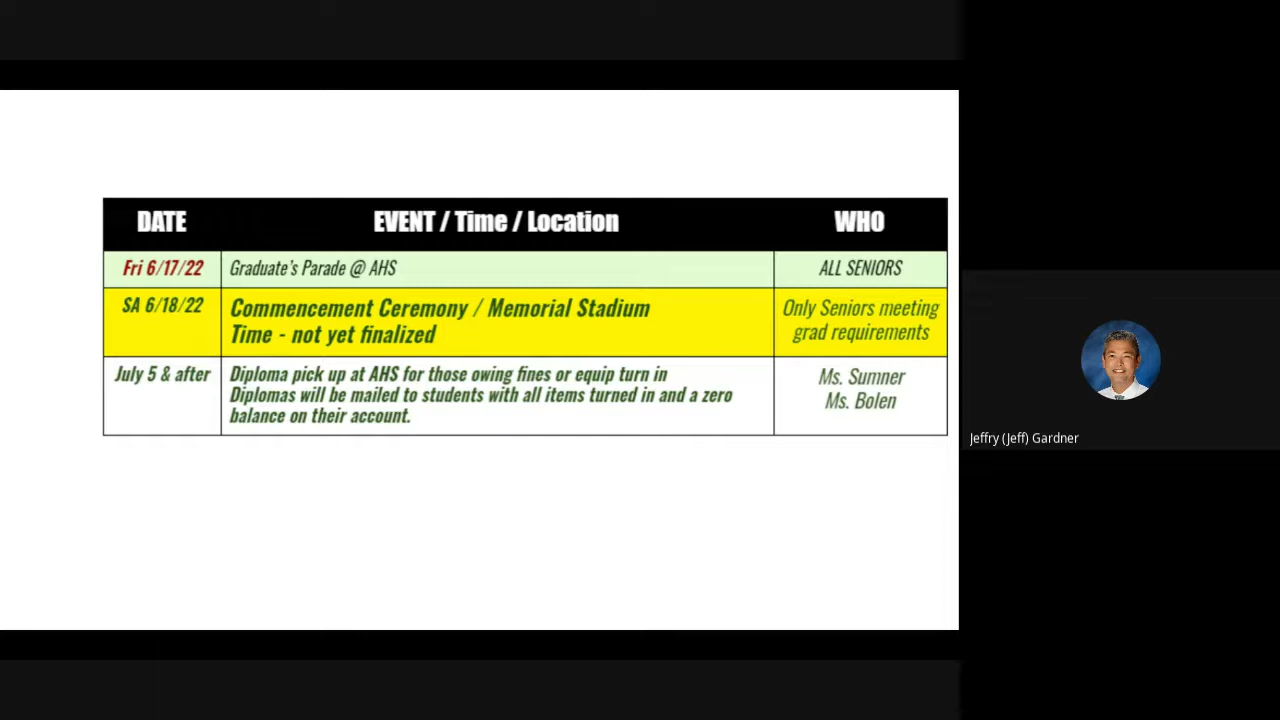 DATE EVENT / Time / Location WHO
Fri 6/17/22 Graduate's Parade @ AHS ALL SENIORS
SA 6/18/22 Commencement Ceremony / Memorial Stadium Only Seniors meeting
Time - not yet finalized grad requirements
July 5 & after Diploma pick up at AHS for those owing fines or equip turn in Ms. Sumner
Diplomas will be mailed to students with all items turned in and a zero Ms. Bolen
balance on their account.
Jeffry (Jeff) Gardner